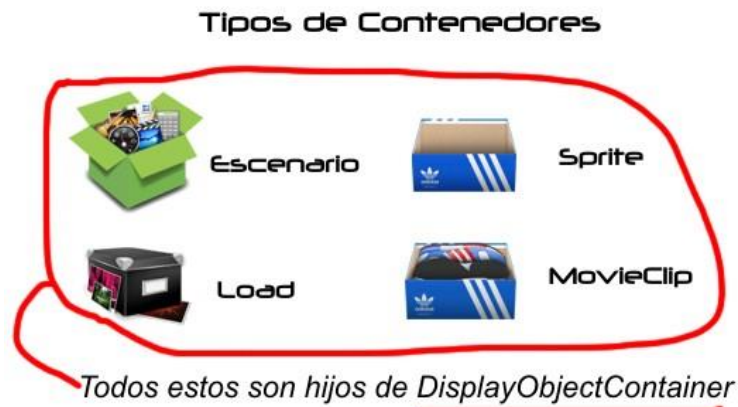 Tipos de Contenedores
Escenario
Sprite
Load
MovieClip
Todos estos son hijos de DisplayObjectContainer